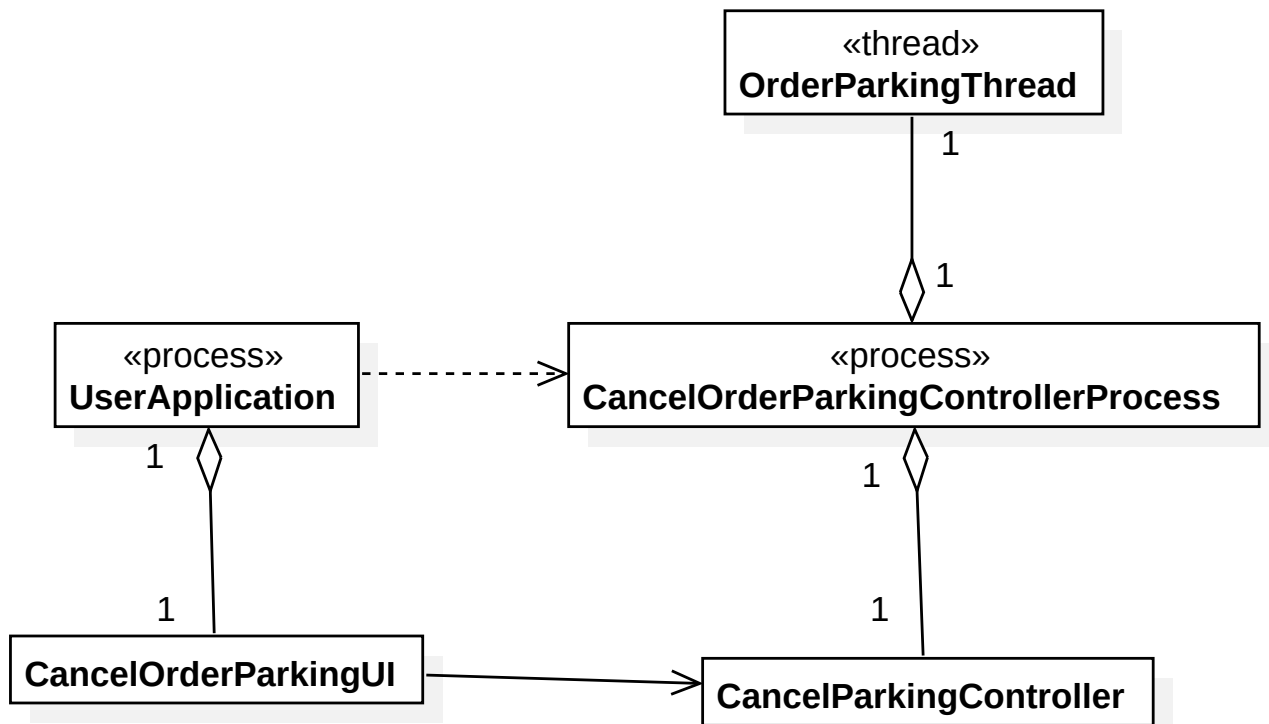 «thread»
OrderParkingThread
1
1
«process»
UserApplication
«process»
CancelOrderParkingControllerProcess
1
1
1
1
CancelOrderParkingUI
CancelParkingController